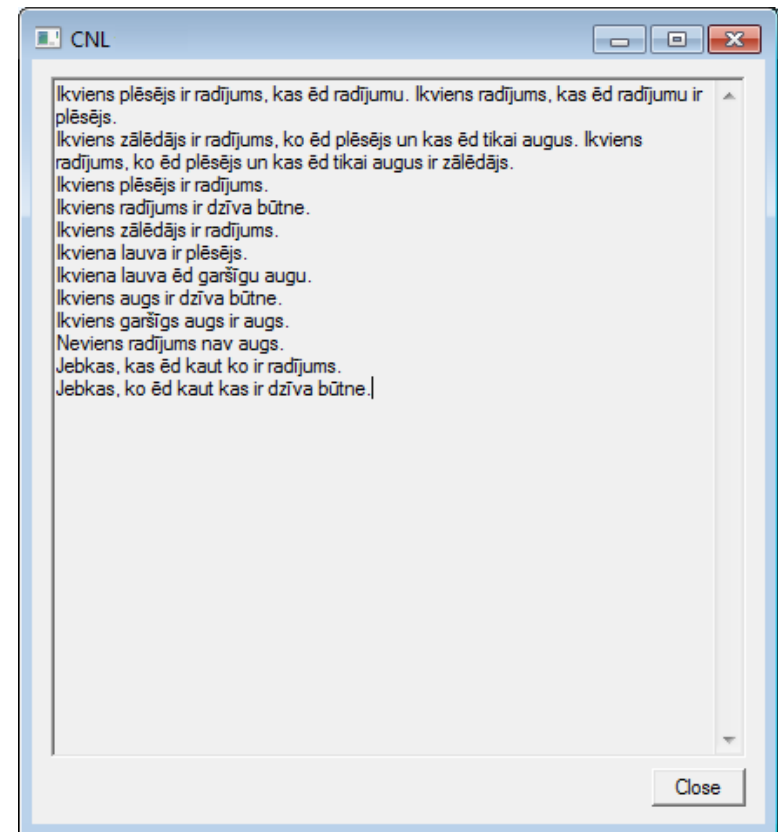 CNL
Ikviens plēsējs ir radījums, kas ēd radījumu. Ikviens radījums, kas ēd radījumu ir
plēsējs.
Ikviens zālēdājs ir radījums, ko ēd plēsējs un kas ēd tikai augus. Ikviens
radījums, ko ēd plēsējs un kas ēd tikai augus ir zālēdājs.
Ikviens plēsējs ir radījums.
Ikviens radījums ir dzīva būtne.
Ikviens zālēdājs ir radījums.
Ikviena lauva ir plēsējs.
Ikviena lauva ēd garšīgu augu.
Ikviens augs ir dzīva būtne.
Ikviens garšīgs augs ir augs.
Neviens radījums nav augs.
Jebkas, kas ēd kaut ko ir radījums.
Jebkas, ko ēd kaut kas ir dzīva būtne.
Close